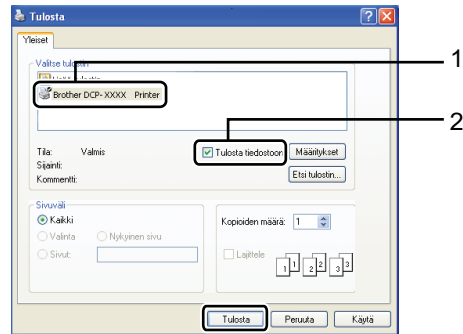 Tulosta
Yleiset
Valitse tulostin
Brother DCP-XXXX Printer
1
2
Tila: Valmis
Sijainti:
Kommentti:
Tulosta tiedostoon
Määritykset
Etsi tulostin...
Sivuväli
Kaikki
Valinta Nykyinen sivu
Sivut:
Kopioiden määrä: 1
Lajittele
1 1 2 2 3 3
Tulosta Peruuta Käytä